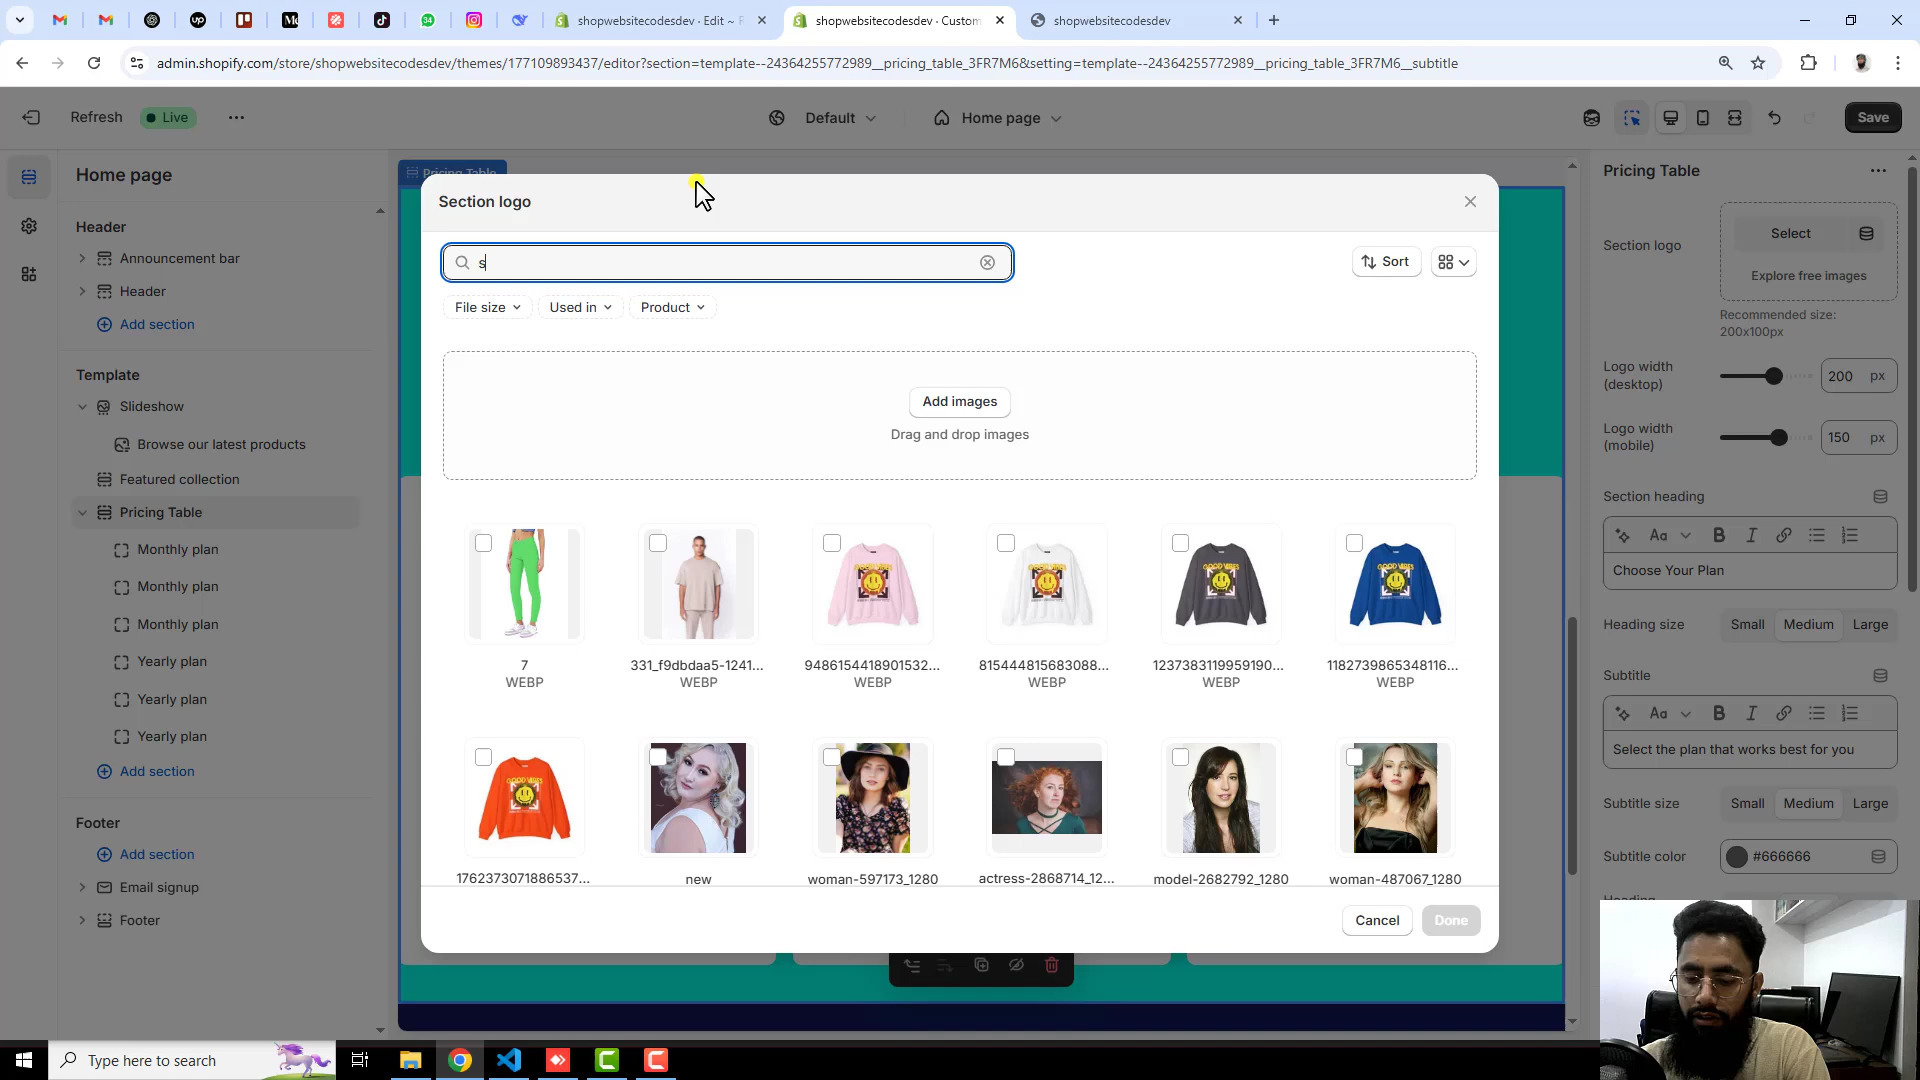 shopwebsitecodesdev · Edit ~
shopwebsitecodesdev · Custom
shopwebsitecodesdev
admin.shopify.com/store/shopwebsitecodesdev/themes/177109893437/editor?section=template--24364255772989__pricing_table_3FR7M6&setting=template--24364255772989__pricing_table_3FR7M6__subtitle
Refresh
Live
Default
Home page
Save
Home page
Header
Announcement bar
Header
Add section
Template
Slideshow
Browse our latest products
Featured collection
Pricing Table
Monthly plan
Monthly plan
Monthly plan
Yearly plan
Yearly plan
Yearly plan
Add section
Footer
Add section
Email signup
Footer
Pricing Table
Section logo
s
Sort
File size
Used in
Product
Add images
Drag and drop images
7
WEBP
331_f9dbdaa5-1241...
WEBP
9486154418901532...
WEBP
815444815683088...
WEBP
1237383119959190...
WEBP
1182739865348116...
WEBP
1762373071886537...
new
woman-597173_1280
actress-2868714_12...
model-2682792_1280
woman-487067_1280
Cancel
Done
Pricing Table
Section logo
Select
Explore free images
Recommended size:
200x100px
Logo width
(desktop)
200 px
Logo width
(mobile)
150 px
Section heading
Aa
B
I
Choose Your Plan
Heading size
Small
Medium
Large
Subtitle
Aa
B
I
Select the plan that works best for you
Subtitle size
Small
Medium
Large
Subtitle color
#666666
Type here to search